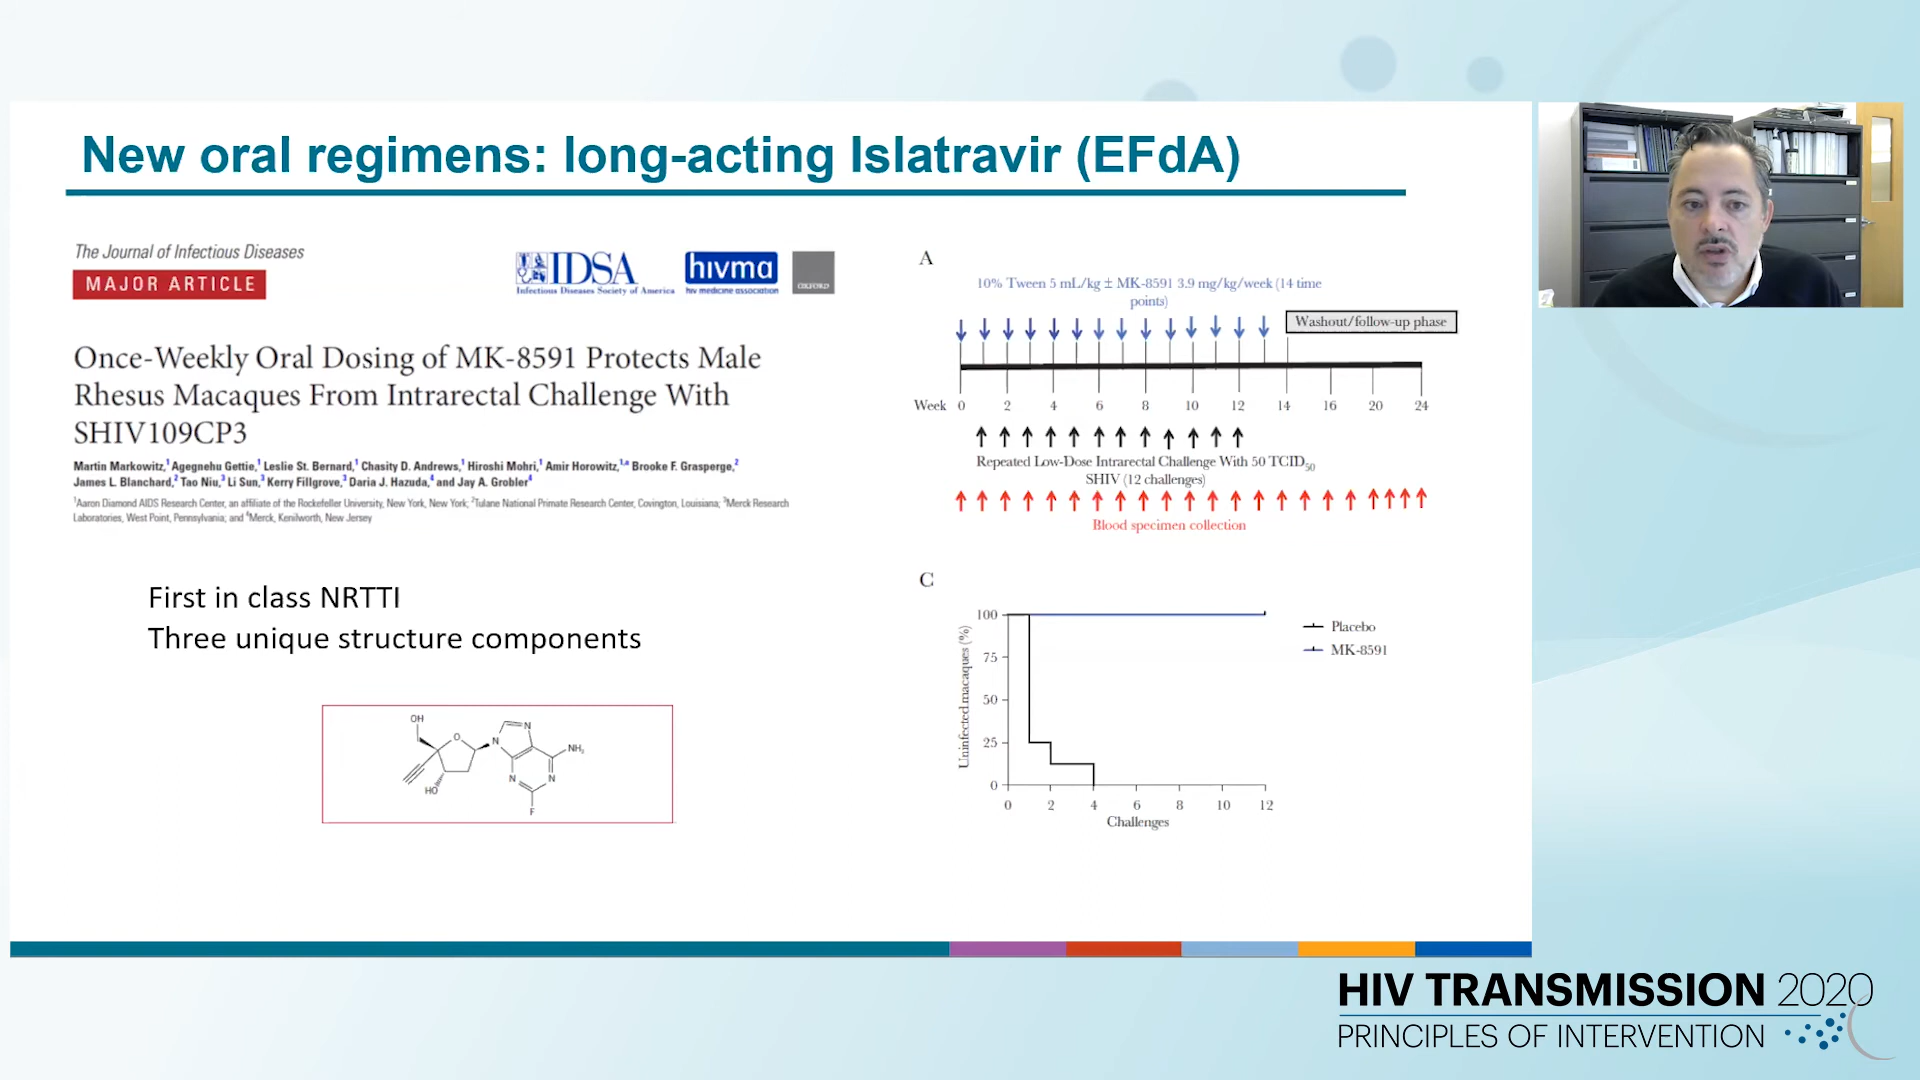 New oral regimens: long-acting Islatravir (EFdA)
The Journal of Infectious Diseases
MAJOR ARTICLE
IDSA
Infectious Diseases Society of America
hivma
hiv medicine association
OXFORD
Once-Weekly Oral Dosing of MK-8591 Protects Male
Rhesus Macaques From Intrarectal Challenge With
SHIV109CP3
Martin Markowitz,1 Agegnehu Gettie,1 Leslie St. Bernard,1 Chasity D. Andrews,1 Hiroshi Mohri,1 Amir Horowitz,1,a Brooke F. Grasperge,2
James L. Blanchard,2 Tao Niu,3 Li Sun,3 Kerry Fillgrove,3 Daria J. Hazuda,4 and Jay A. Grobler4
1Aaron Diamond AIDS Research Center, an affiliate of the Rockefeller University, New York, New York; 2Tulane National Primate Research Center, Covington, Louisiana; 3Merck Research
Laboratories, West Point, Pennsylvania; and 4Merck, Kenilworth, New Jersey
First in class NRTTI
Three unique structure components
OH
O
N
N
NH2
N
N
HO
F
A
10% Tween 5 mL/kg ± MK-8591 3.9 mg/kg/week (14 time
points)
Washout/follow-up phase
Week 0 2 4 6 8 10 12 14 16 20 24
Repeated Low-Dose Intrarectal Challenge With 50 TCID50
SHIV (12 challenges)
Blood specimen collection
C
Uninfected macaques (%)
100
75
50
25
0
0 2 4 6 8 10 12
Challenges
Placebo
MK-8591
HIV TRANSMISSION 2020
PRINCIPLES OF INTERVENTION